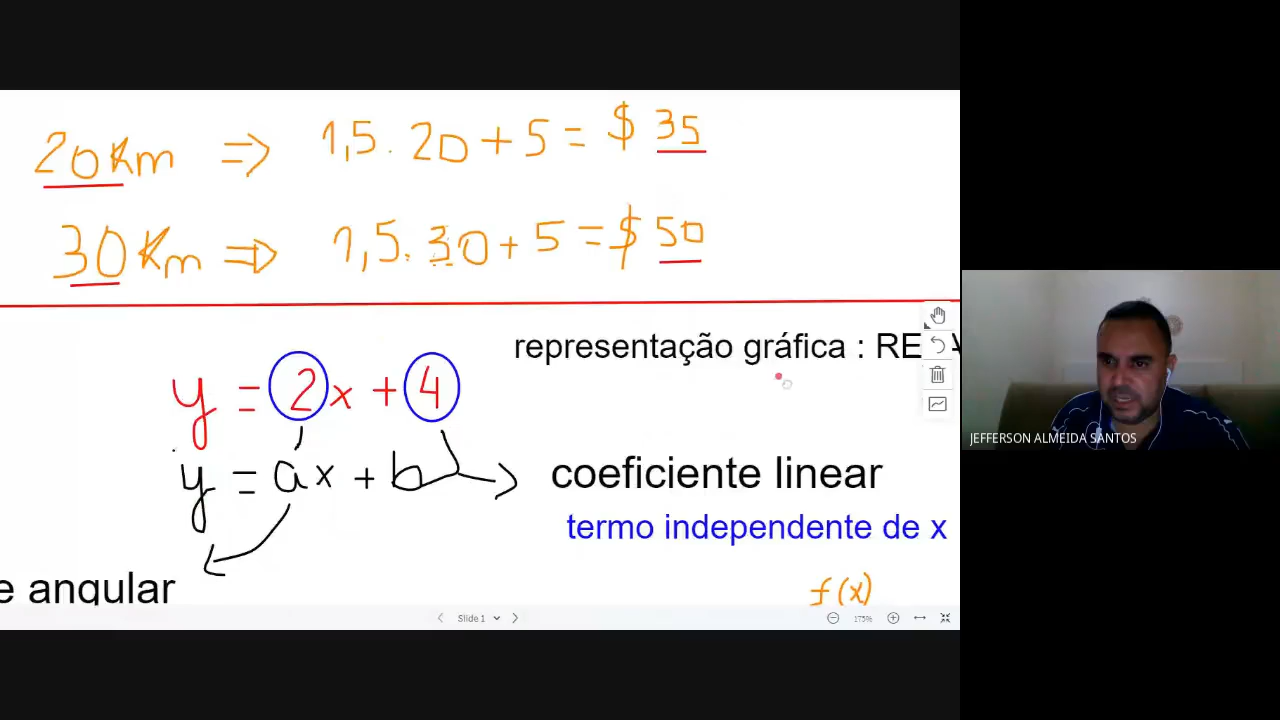 20Km ⇒ 1,5.20+5= $ 35
30Km ⇒ 1,5.30+5=$ 50
representação gráfica : RE
y = 2x + 4
y = ax + b
coeficiente linear
termo independente de x
e angular
f(x)
Slide 1
175%
JEFFERSON ALMEIDA SANTOS